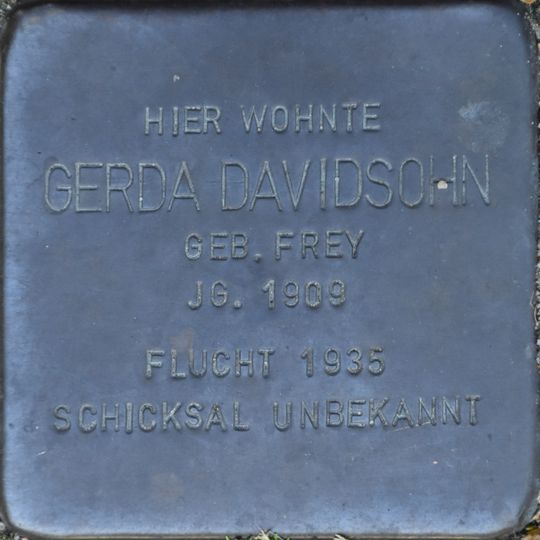 HIER WOHNTE
GERDA DAVIDSOHN
GEB. FREY
JG. 1909
FLUCHT 1935
SCHICKSAL UNBEKANNT